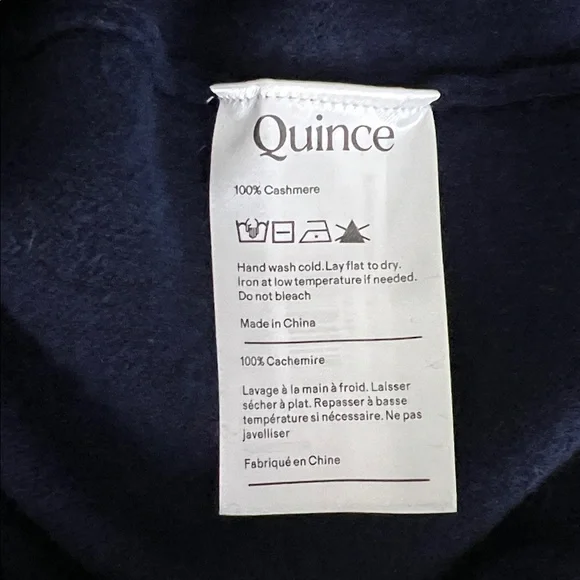 Quince
100% Cashmere
Hand wash cold. Lay flat to dry.
Iron at low temperature if needed.
Do not bleach
Made in China
100% Cachemire
Lavage à la main à froid. Laisser
sécher à plat. Repasser à basse
température si nécessaire. Ne pas
javelliser
Fabriqué en Chine